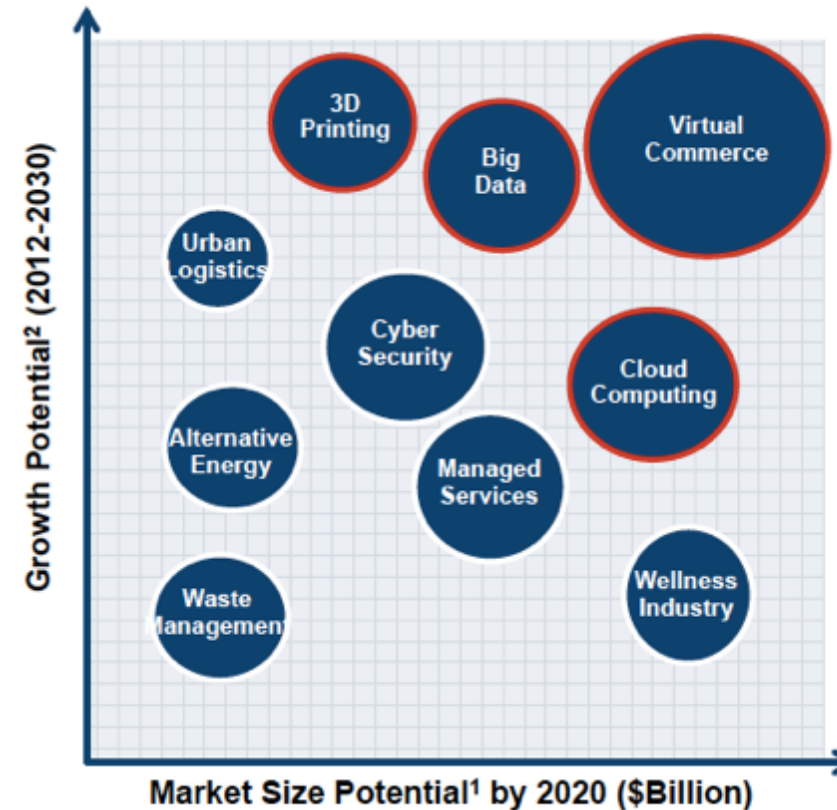 Growth Potential² (2012-2030)
3D
Printing
Big
Data
Virtual
Commerce
Urban
Logistics
Cyber
Security
Cloud
Computing
Alternative
Energy
Managed
Services
Waste
Management
Wellness
Industry
Market Size Potential¹ by 2020 ($Billion)